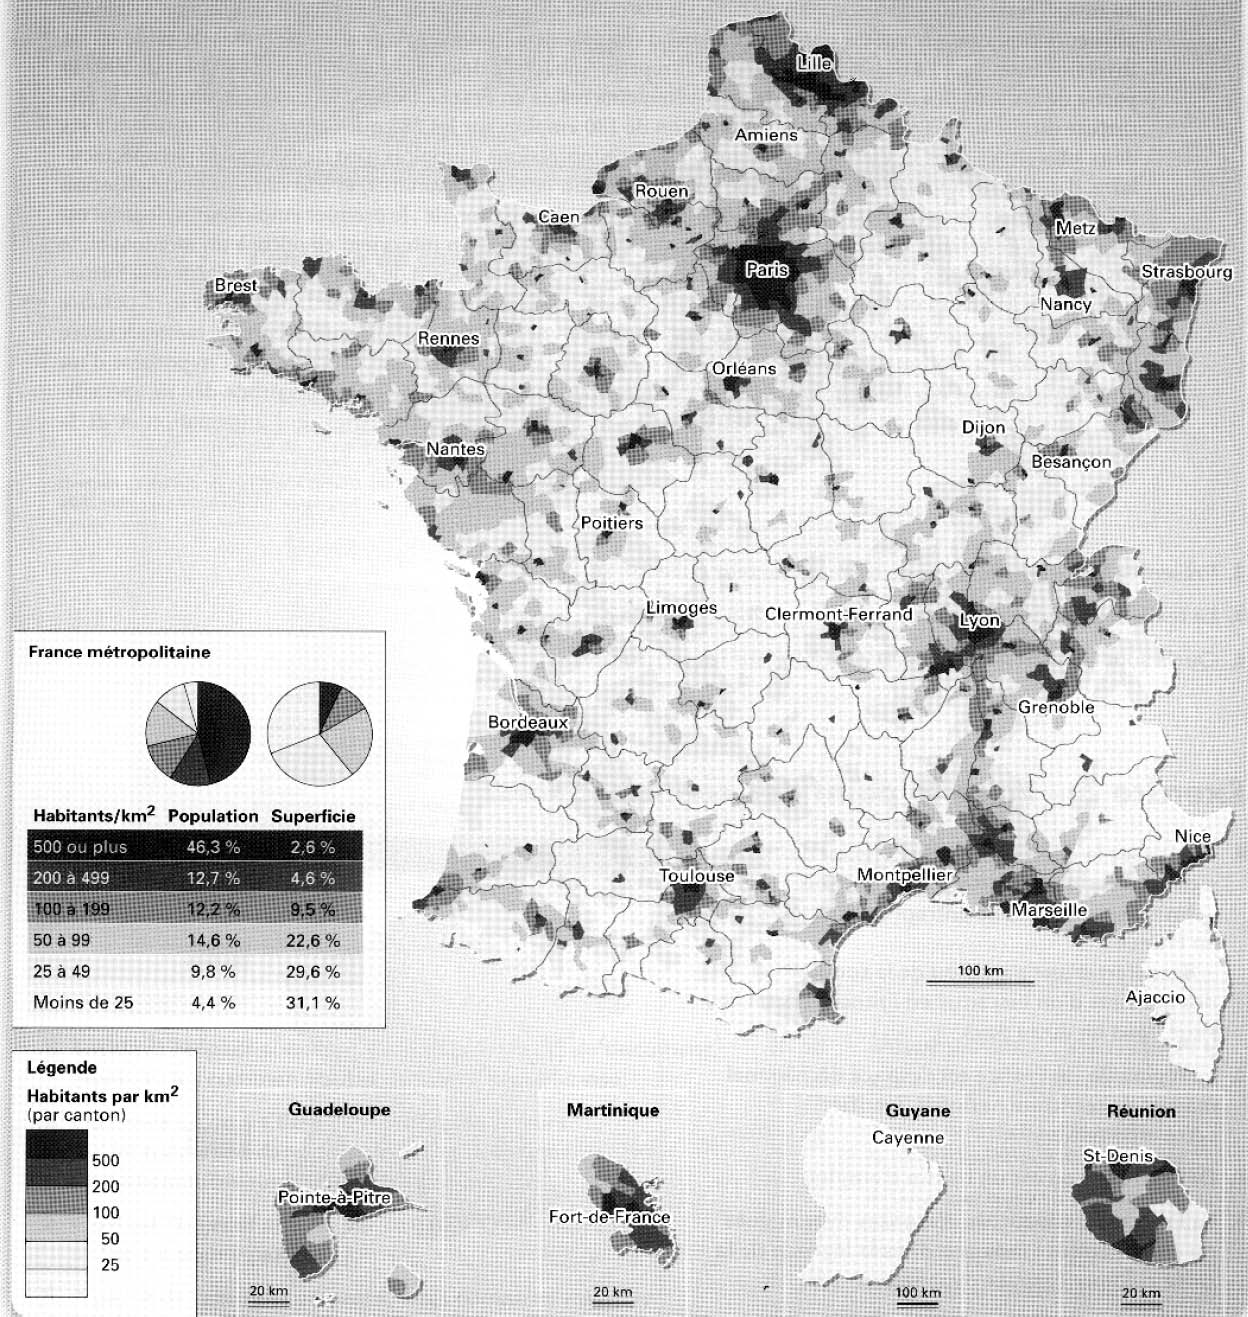 Lille
Amiens
Rouen
Caen
Metz
Paris
Strasbourg
Brest
Nancy
Rennes
Orléans
Dijon
Nantes
Besançon
Poitiers
Limoges
Clermont-Ferrand
Lyon
Grenoble
Bordeaux
Nice
Toulouse
Montpellier
Marseille
100 km
Ajaccio
France métropolitaine
Habitants/km² Population Superficie
500 ou plus 46,3 % 2,6 %
200 à 499 12,7 % 4,6 %
100 à 199 12,2 % 9,5 %
50 à 99 14,6 % 22,6 %
25 à 49 9,8 % 29,6 %
Moins de 25 4,4 % 31,1 %
Légende
Habitants par km²
(par canton)
500
200
100
50
25
Guadeloupe
Pointe-à-Pitre
20 km
Martinique
Fort-de-France
20 km
Guyane
Cayenne
100 km
Réunion
St-Denis
20 km